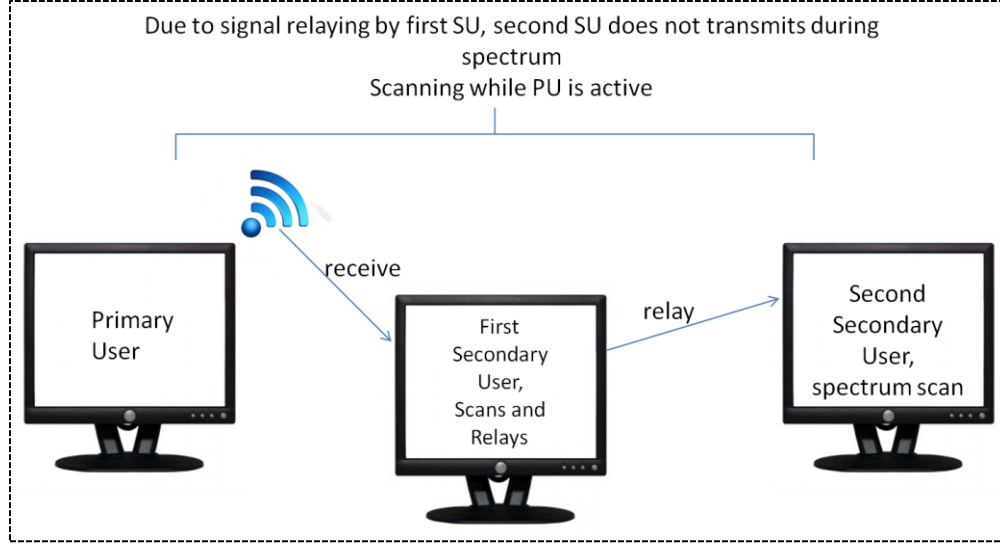 Due to signal relaying by first SU, second SU does not transmits during
spectrum
Scanning while PU is active
receive
relay
Primary
User
First
Secondary
User,
Scans and
Relays
Second
Secondary
User,
spectrum scan